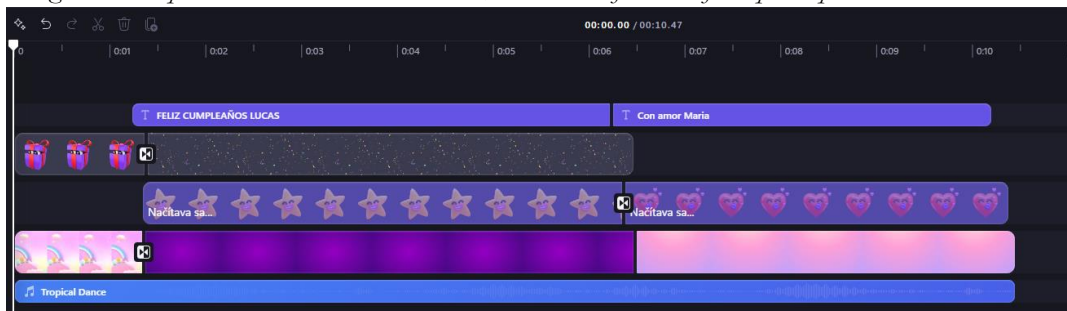 00:00.00 / 00:10.47
0 0:01 0:02 0:03 0:04 0:05 0:06 0:07 0:08 0:09 0:10
T FELIZ CUMPLEAÑOS LUCAS T Con amor Maria
Načítava sa... Načítava sa...
Tropical Dance